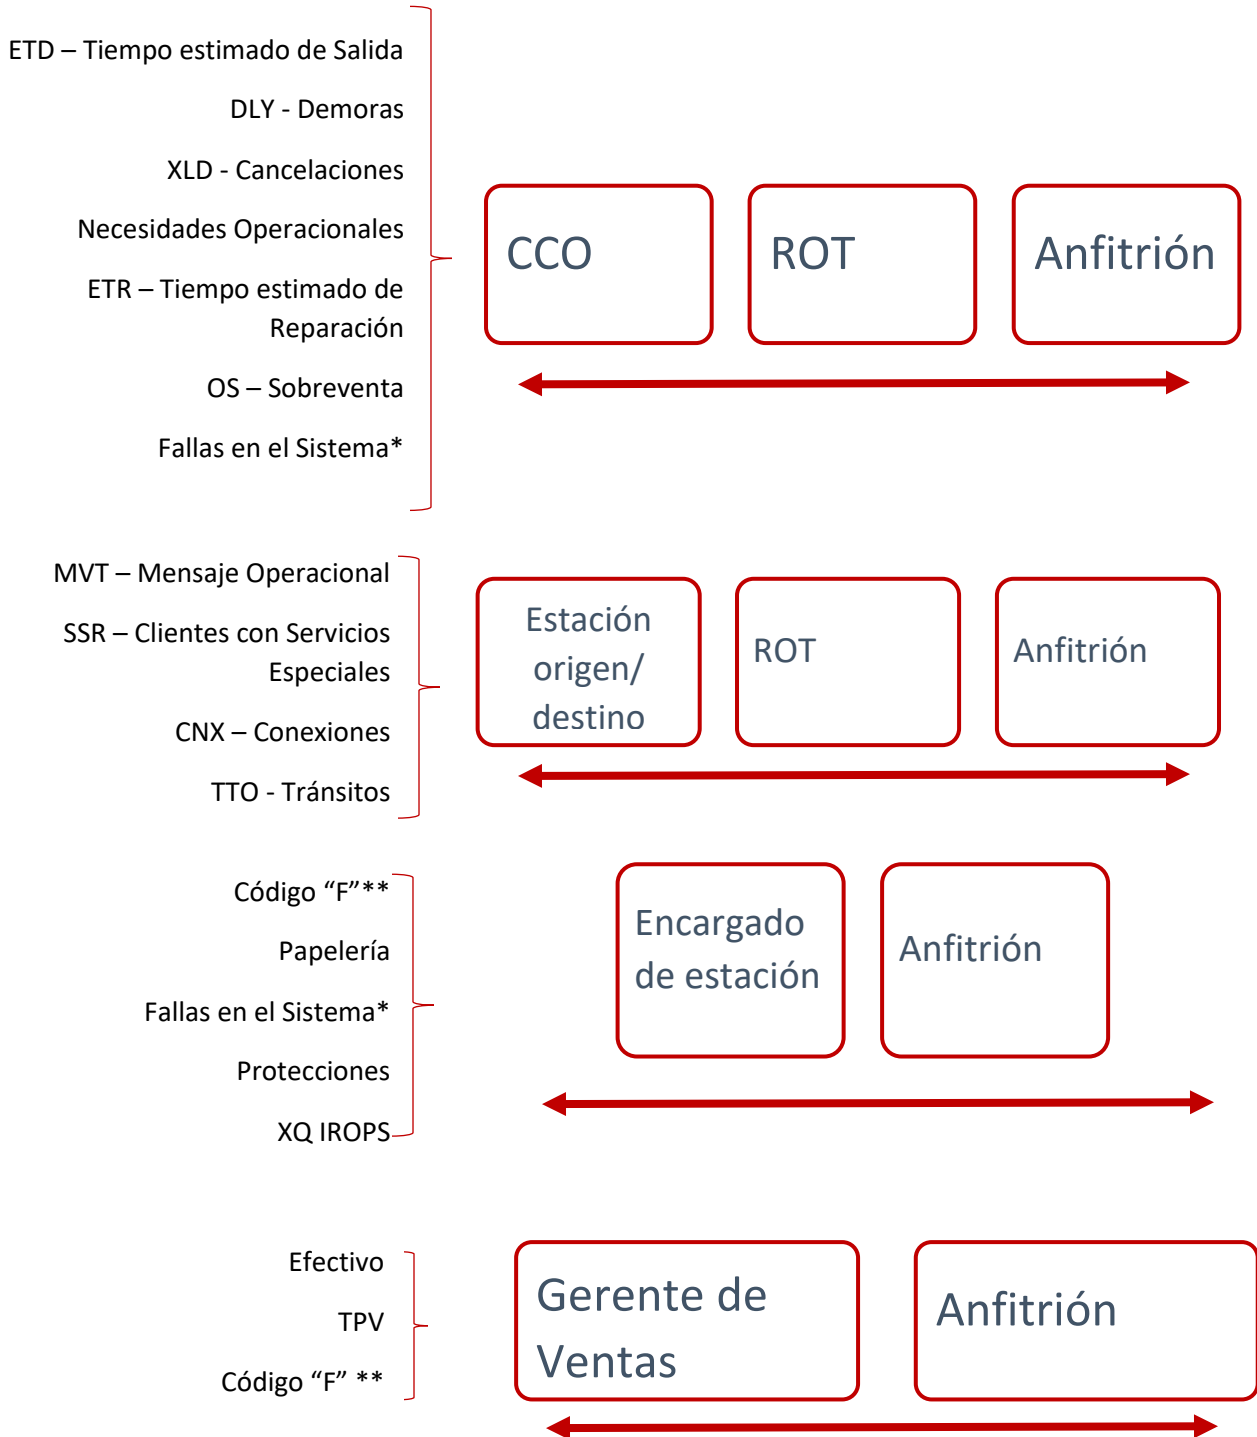 ETD – Tiempo estimado de Salida
DLY - Demoras
XLD - Cancelaciones
Necesidades Operacionales
ETR – Tiempo estimado de
Reparación
OS – Sobreventa
Fallas en el Sistema*
CCO
ROT
Anfitrión
MVT – Mensaje Operacional
SSR – Clientes con Servicios
Especiales
CNX – Conexiones
TTO - Tránsitos
Estación
origen/
destino
ROT
Anfitrión
Código “F”**
Papelería
Fallas en el Sistema*
Protecciones
XQ IROPS
Encargado
de estación
Anfitrión
Efectivo
TPV
Código “F” **
Gerente de
Ventas
Anfitrión